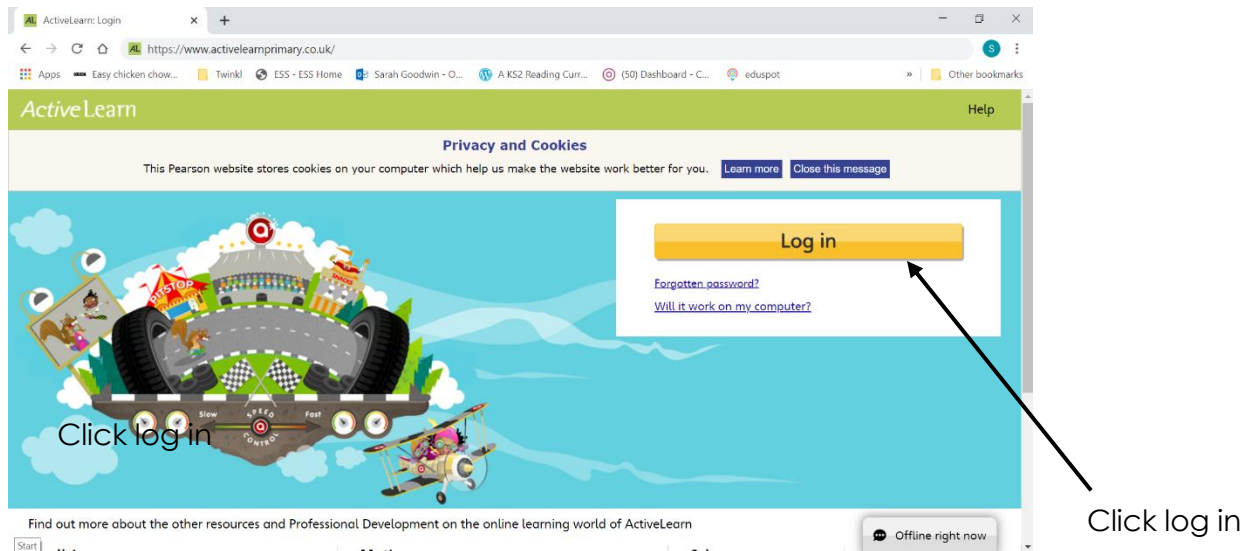 AL ActiveLearn: Login
https://www.activelearnprimary.co.uk/
S
Apps Easy chicken chow... Twinkl ESS - ESS Home Sarah Goodwin - O... A KS2 Reading Curr... (50) Dashboard - C... eduspot » Other bookmarks
ActiveLearn Help
Privacy and Cookies
This Pearson website stores cookies on your computer which help us make the website work better for you. Learn more Close this message
Log in
Forgotten password?
Will it work on my computer?
PITSTOP
SNACKS
a
Slow SPEED Fast
a
CONTROL
Click log in
Click log in
Find out more about the other resources and Professional Development on the online learning world of ActiveLearn
Offline right now
Start